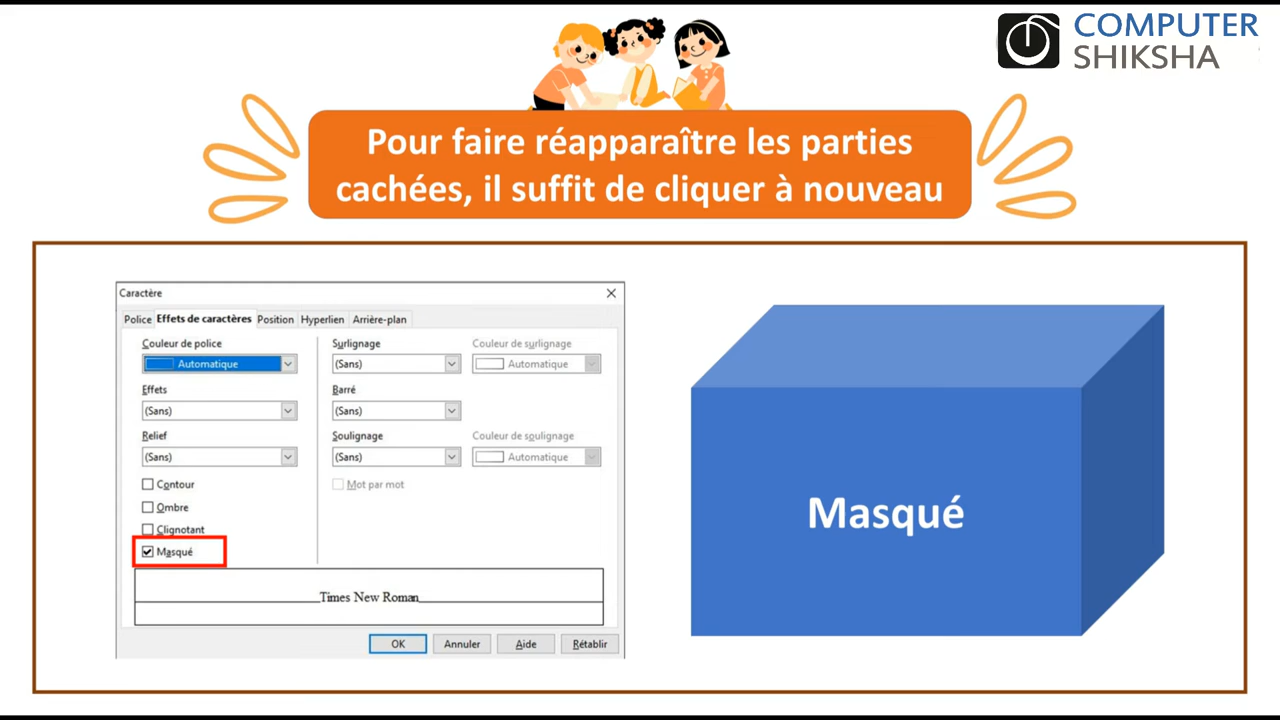 COMPUTER
SHIKSHA
Pour faire réapparaître les parties
cachées, il suffit de cliquer à nouveau
Caractère
Police Effets de caractères Position Hyperlien Arrière-plan
Couleur de police Surlignage Couleur de surlignage
Automatique (Sans) Automatique
Effets Barré
(Sans) (Sans)
Relief Soulignage Couleur de soulignage
(Sans) (Sans) Automatique
Contour Mot par mot
Ombre
Clignotant
Masqué
Times New Roman
OK Annuler Aide Rétablir
Masqué